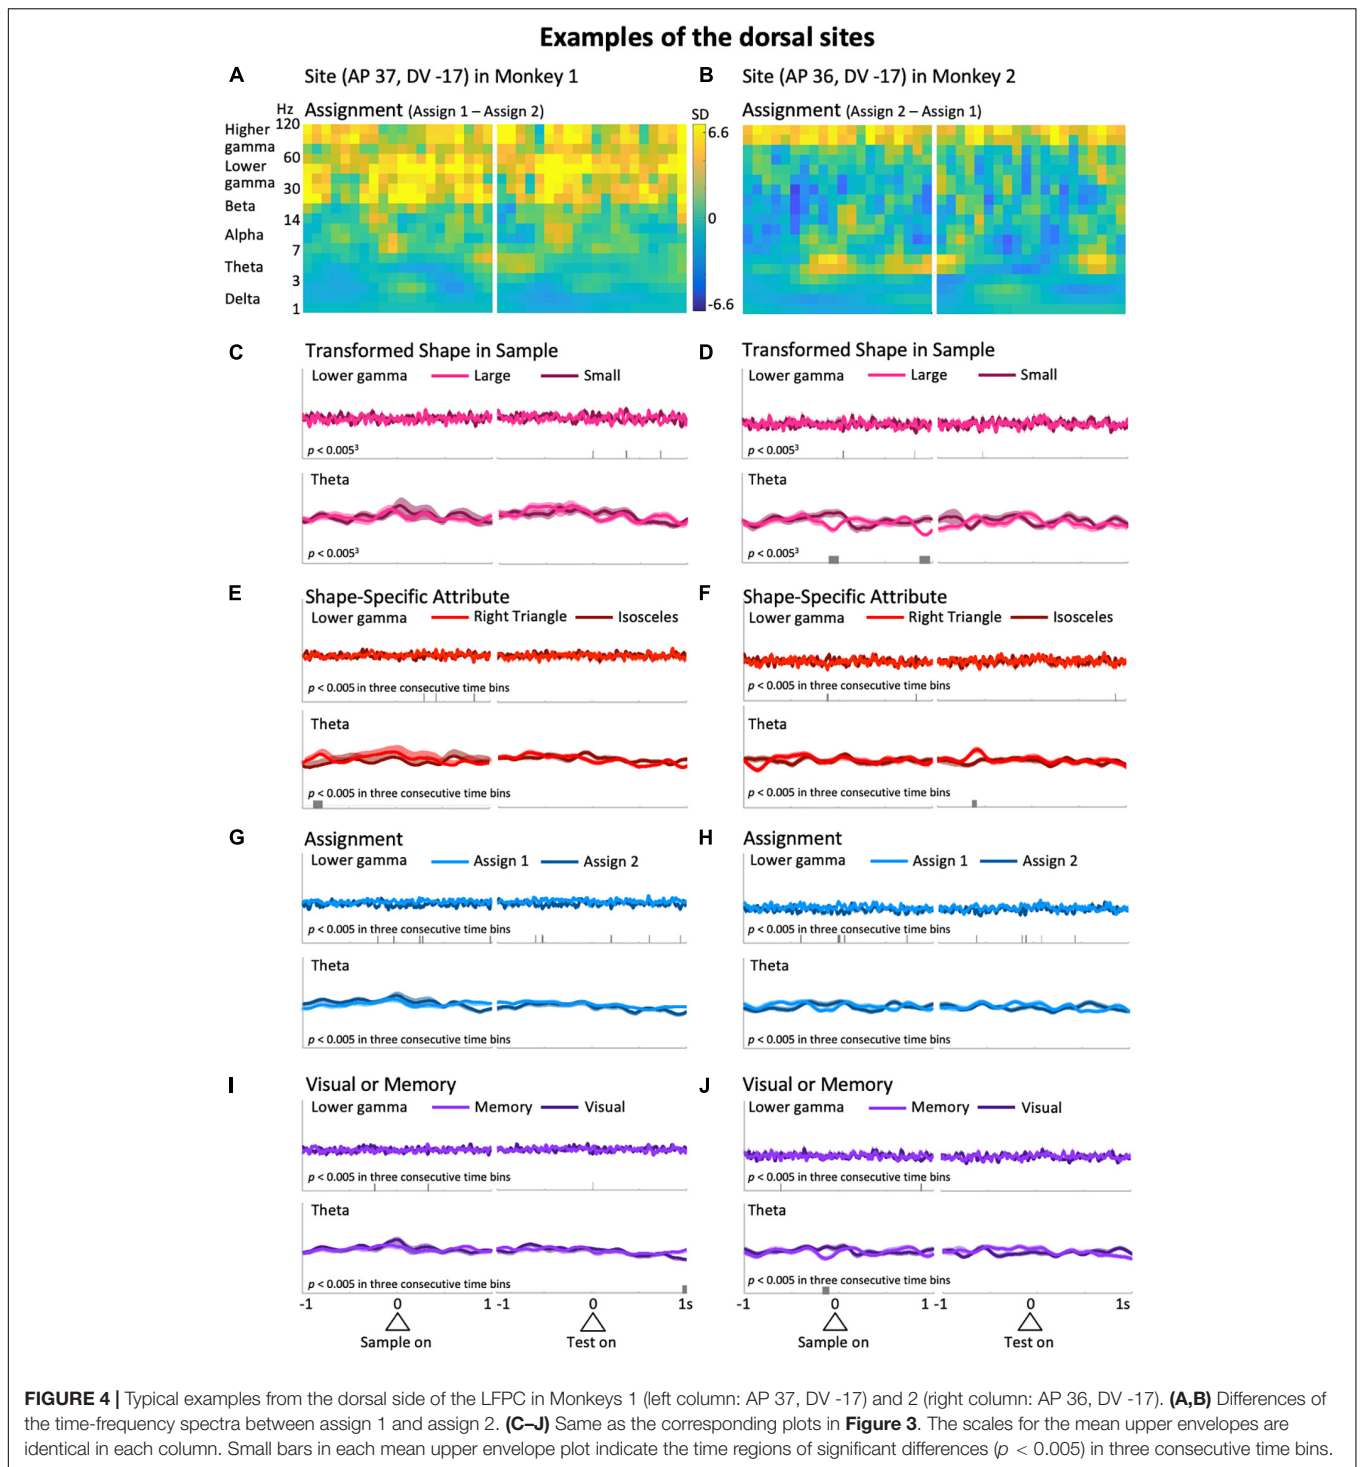 Examples of the dorsal sites
A Site (AP 37, DV -17) in Monkey 1
B Site (AP 36, DV -17) in Monkey 2
Hz Assignment (Assign 1 – Assign 2)
SD
Assignment (Assign 2 – Assign 1)
Higher gamma
Lower gamma
Beta
Alpha
Theta
Delta
120
60
30
14
7
3
1
6.6
0
-6.6
C Transformed Shape in Sample
Lower gamma Large Small
p < 0.005³
Theta
p < 0.005³
D Transformed Shape in Sample
Lower gamma Large Small
p < 0.005³
Theta
p < 0.005³
E Shape-Specific Attribute
Lower gamma Right Triangle Isosceles
p < 0.005 in three consecutive time bins
Theta
p < 0.005 in three consecutive time bins
F Shape-Specific Attribute
Lower gamma Right Triangle Isosceles
p < 0.005 in three consecutive time bins
Theta
p < 0.005 in three consecutive time bins
G Assignment
Lower gamma Assign 1 Assign 2
p < 0.005 in three consecutive time bins
Theta
p < 0.005 in three consecutive time bins
H Assignment
Lower gamma Assign 1 Assign 2
p < 0.005 in three consecutive time bins
Theta
p < 0.005 in three consecutive time bins
I Visual or Memory
Lower gamma Memory Visual
p < 0.005 in three consecutive time bins
Theta
p < 0.005 in three consecutive time bins
-1 0 1 -1 0 1s
Sample on Test on
J Visual or Memory
Lower gamma Memory Visual
p < 0.005 in three consecutive time bins
Theta
p < 0.005 in three consecutive time bins
-1 0 1 -1 0 1s
Sample on Test on
FIGURE 4 | Typical examples from the dorsal side of the LFPC in Monkeys 1 (left column: AP 37, DV -17) and 2 (right column: AP 36, DV -17). (A,B) Differences of
the time-frequency spectra between assign 1 and assign 2. (C–J) Same as the corresponding plots in Figure 3. The scales for the mean upper envelopes are
identical in each column. Small bars in each mean upper envelope plot indicate the time regions of significant differences (p < 0.005) in three consecutive time bins.